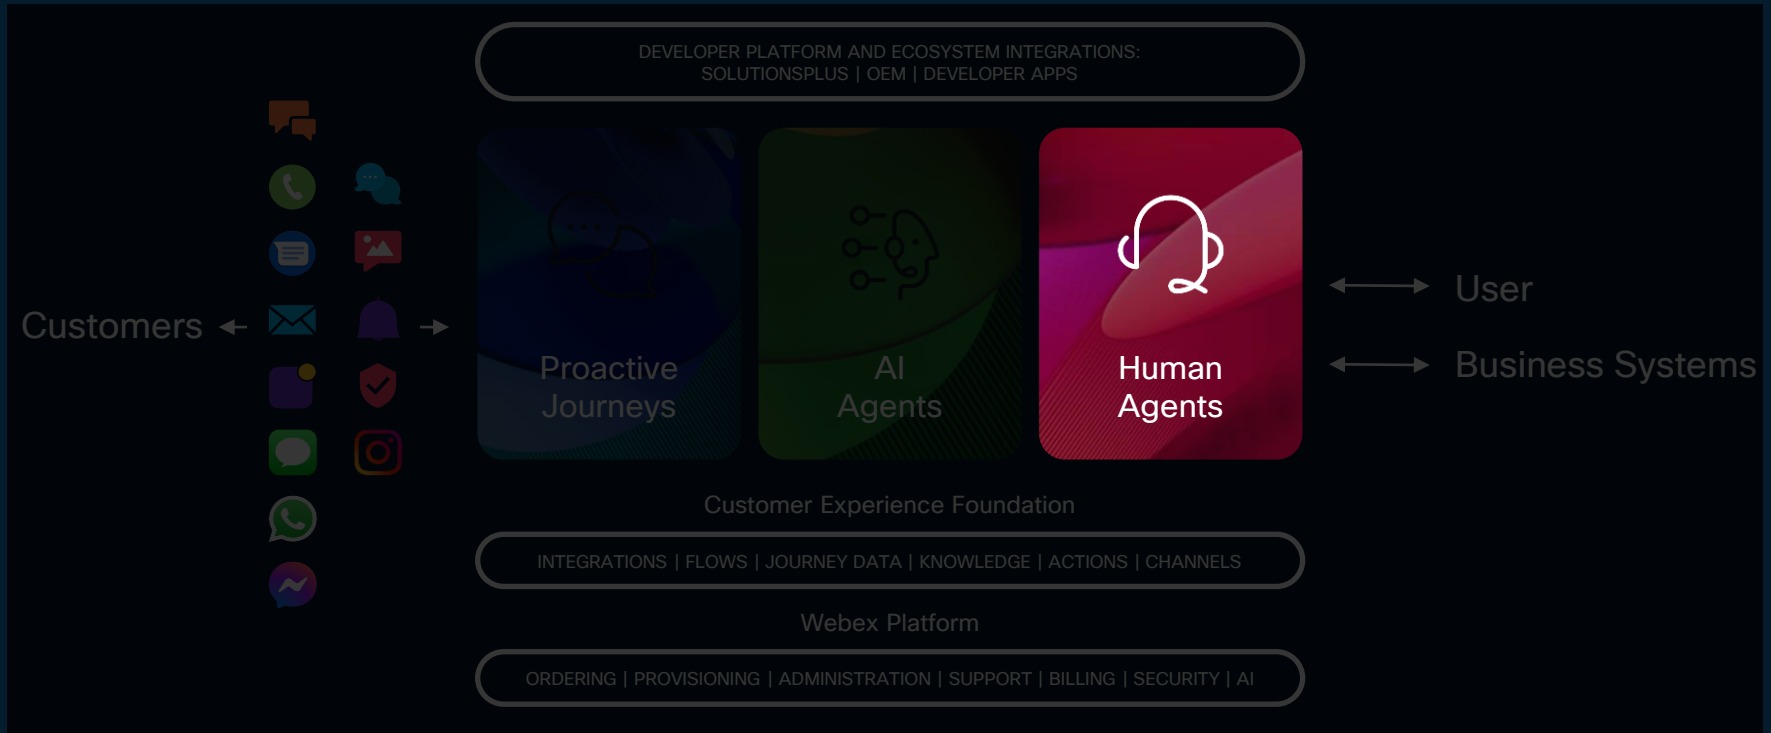 DEVELOPER PLATFORM AND ECOSYSTEM INTEGRATIONS:
SOLUTIONSPLUS | OEM | DEVELOPER APPS
Customers
Proactive
Journeys
AI
Agents
Human
Agents
User
Business Systems
Customer Experience Foundation
INTEGRATIONS | FLOWS | JOURNEY DATA | KNOWLEDGE | ACTIONS | CHANNELS
Webex Platform
ORDERING | PROVISIONING | ADMINISTRATION | SUPPORT | BILLING | SECURITY | AI